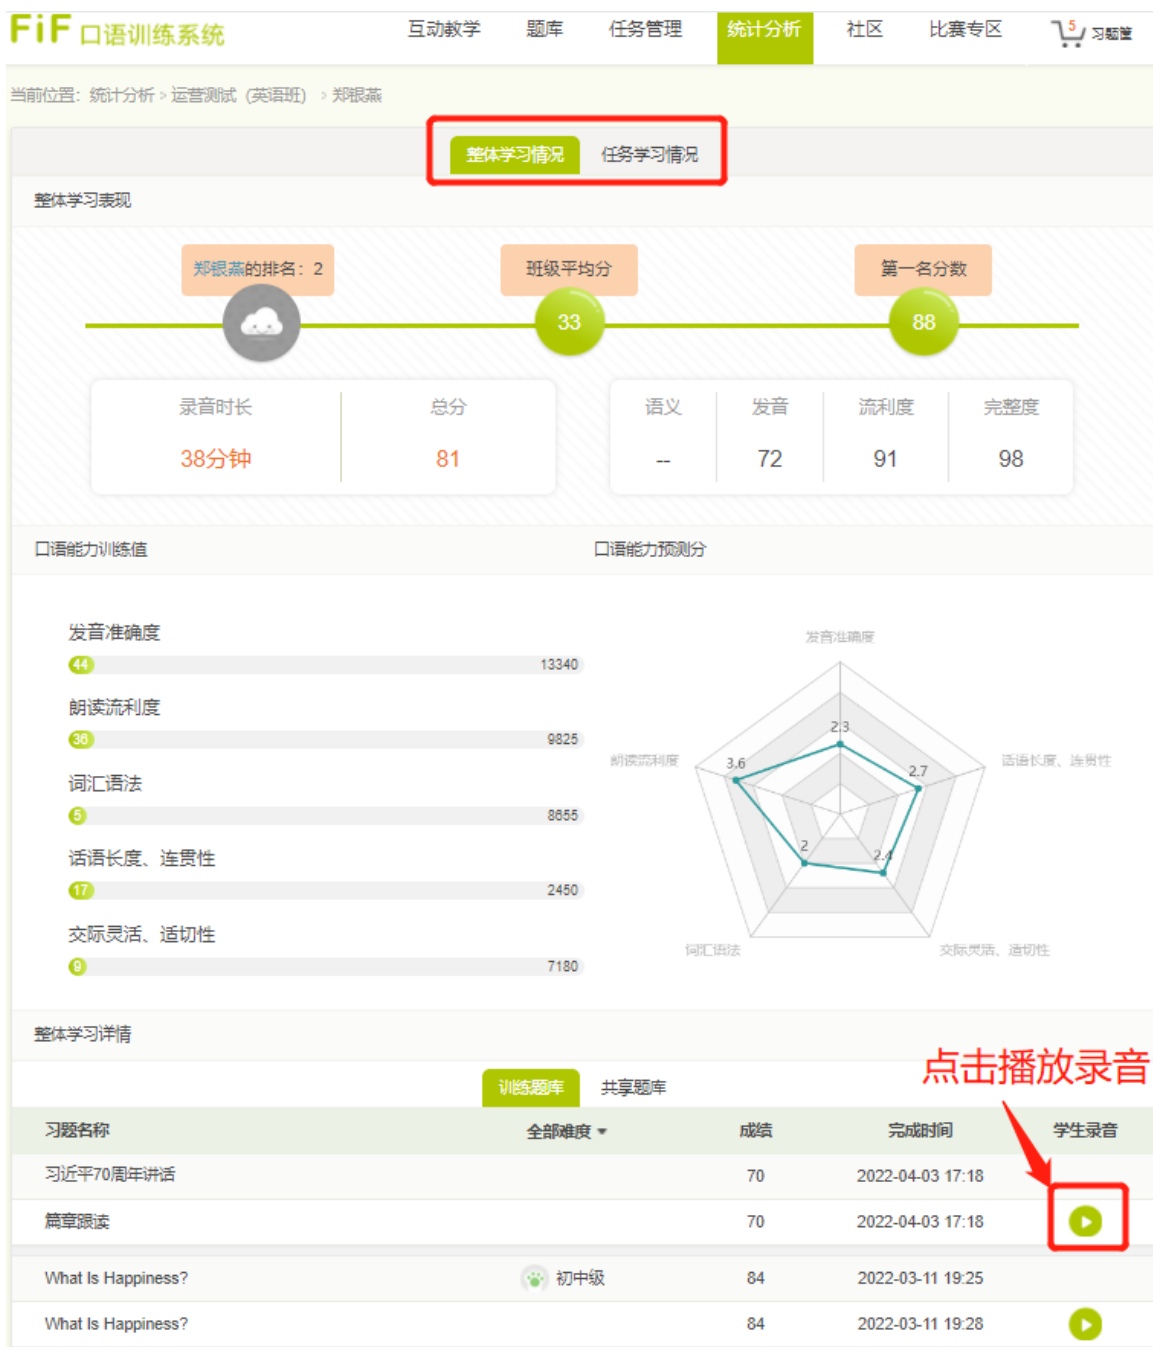 FiF 口语训练系统 互动教学 题库 任务管理 统计分析 社区 比赛专区 5 习题筐
当前位置：统计分析 > 运营测试（英语班） > 郑银燕
整体学习情况 任务学习情况
整体学习表现
郑银燕的排名：2 班级平均分 第一名分数
33 88
录音时长 总分 语义 发音 流利度 完整度
38分钟 81 -- 72 91 98
口语能力训练值 口语能力预测分
发音准确度
44 13340
朗读流利度
36 9825
词汇语法
5 8655
话语长度、连贯性
17 2450
交际灵活、适切性
9 7180
发音准确度
2.3
朗读流利度 3.6 2.7 话语长度、连贯性
2 2.4
词汇语法 交际灵活、适切性
整体学习详情
点击播放录音
训练题库 共享题库
习题名称 全部难度 成绩 完成时间 学生录音
习近平70周年讲话 70 2022-04-03 17:18
篇章跟读 70 2022-04-03 17:18
What Is Happiness? 初中级 84 2022-03-11 19:25
What Is Happiness? 84 2022-03-11 19:28